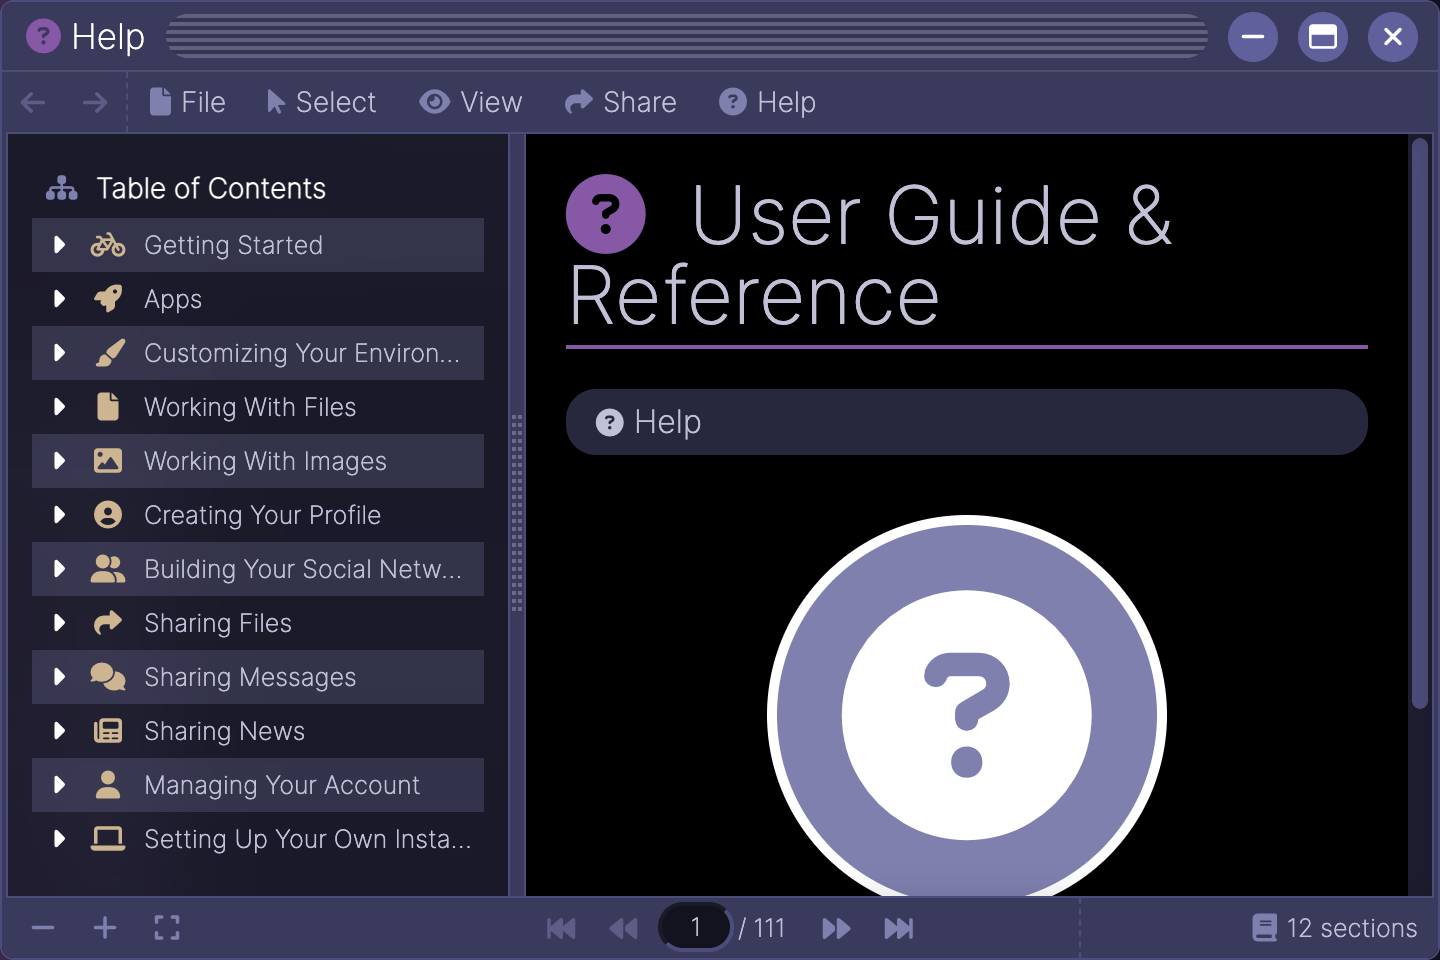 Help
File
Select
View
Share
Help
Table of Contents
Getting Started
Apps
Customizing Your Environ...
Working With Files
Working With Images
Creating Your Profile
Building Your Social Netw...
Sharing Files
Sharing Messages
Sharing News
Managing Your Account
Setting Up Your Own Insta...
User Guide &
Reference
Help
1 / 111
12 sections